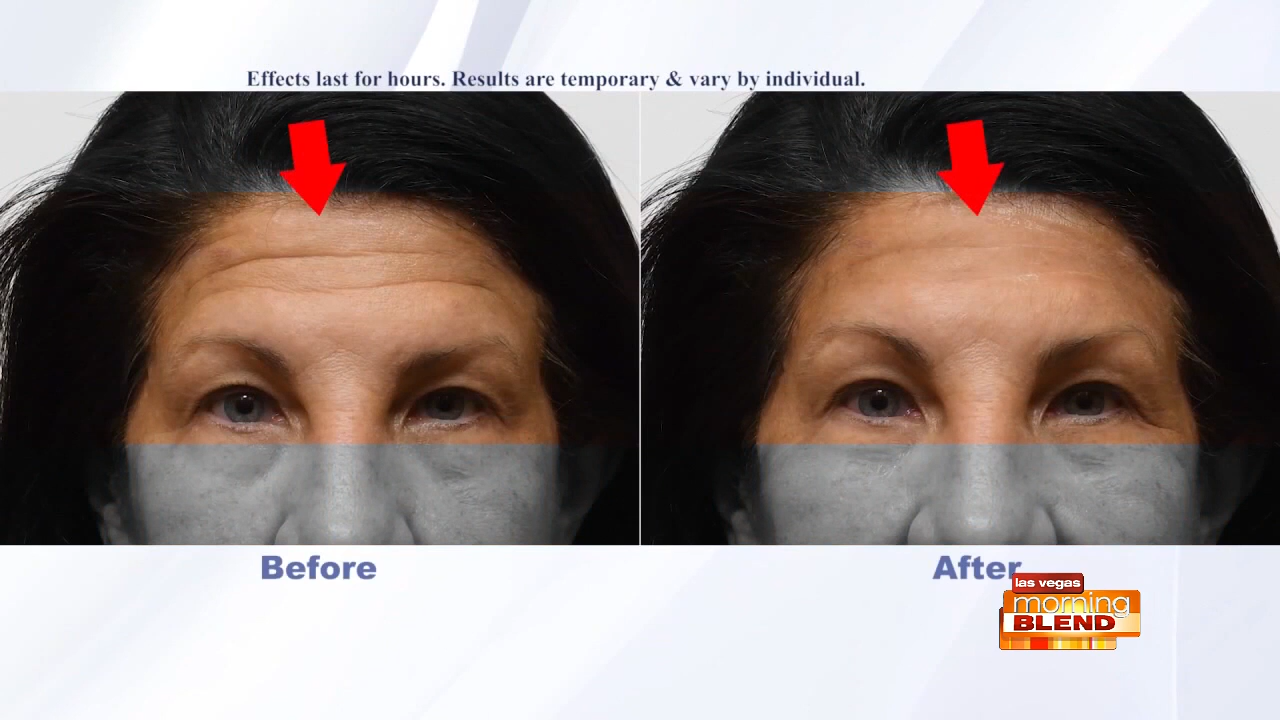 Effects last for hours. Results are temporary & vary by individual.
Before
After
las vegas
morning
BLEND